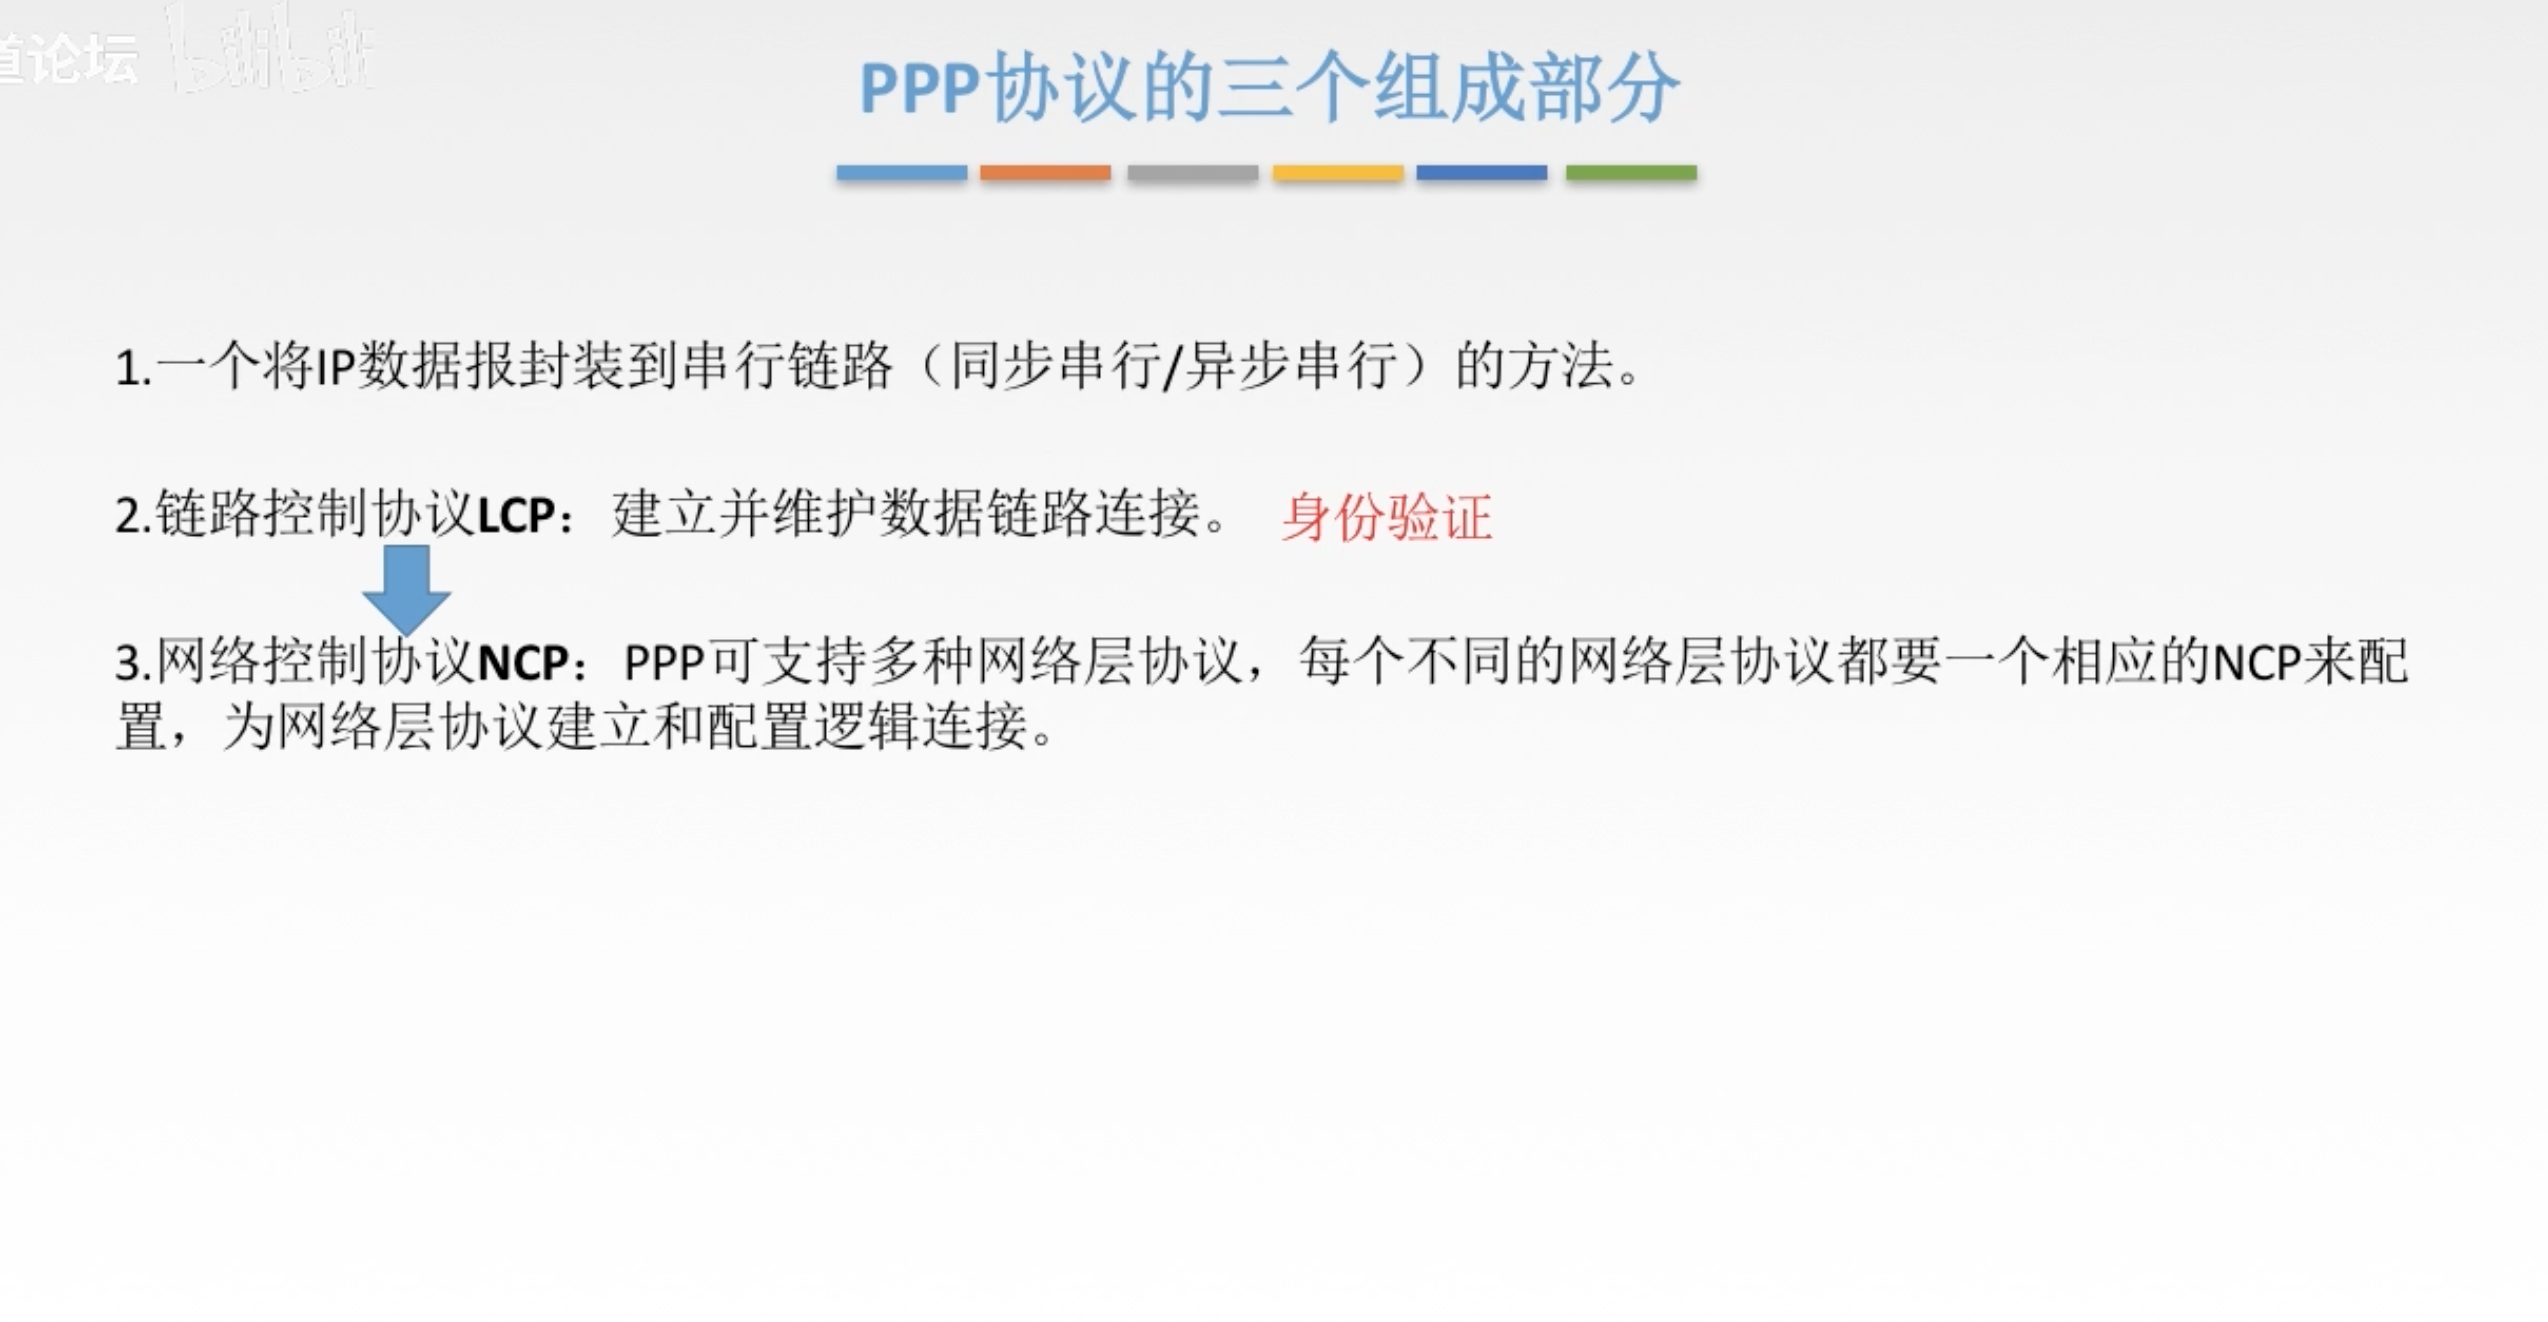 道论坛 bilibili
PPP协议的三个组成部分
1.一个将IP数据报封装到串行链路（同步串行/异步串行）的方法。
2.链路控制协议LCP：建立并维护数据链路连接。 身份验证
3.网络控制协议NCP：PPP可支持多种网络层协议，每个不同的网络层协议都要一个相应的NCP来配
置，为网络层协议建立和配置逻辑连接。